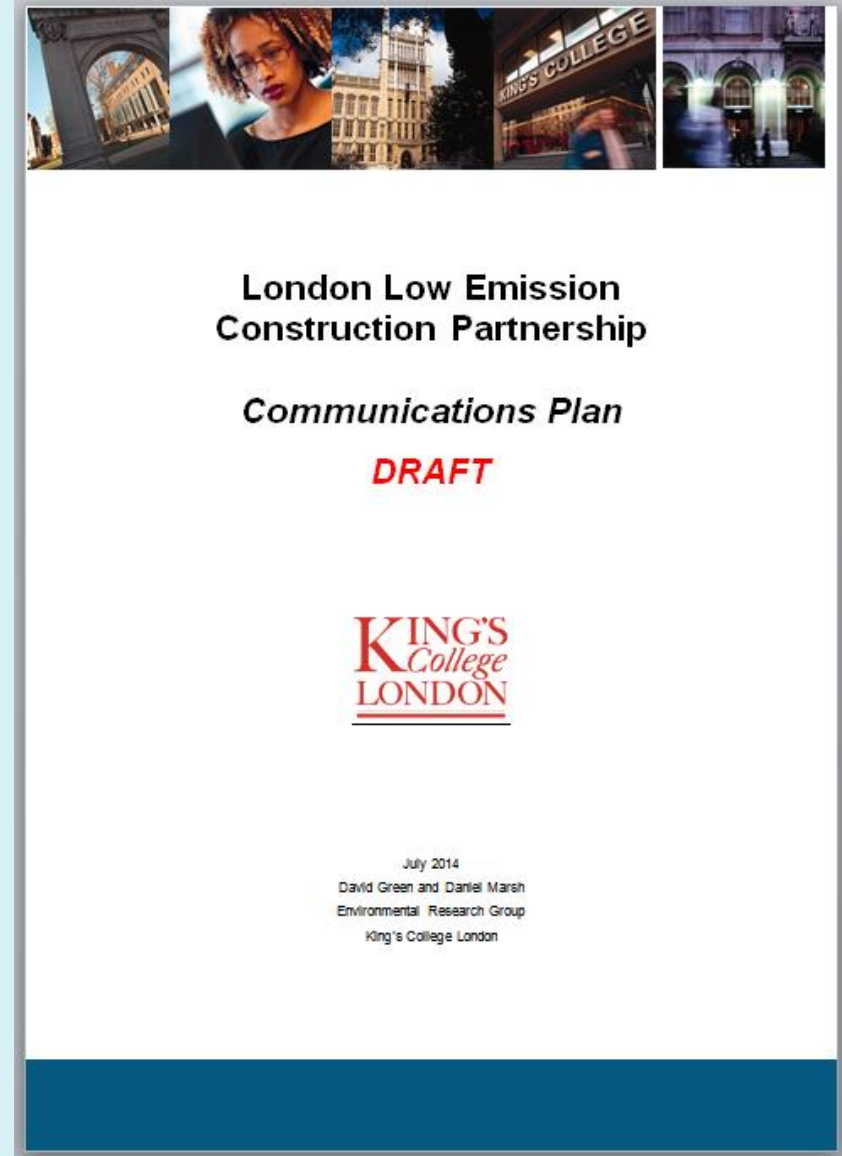 KING'S COLLEGE
London Low Emission
Construction Partnership
Communications Plan
DRAFT
KING'S
College
LONDON
July 2014
David Green and Daniel Marsh
Environmental Research Group
King's College London